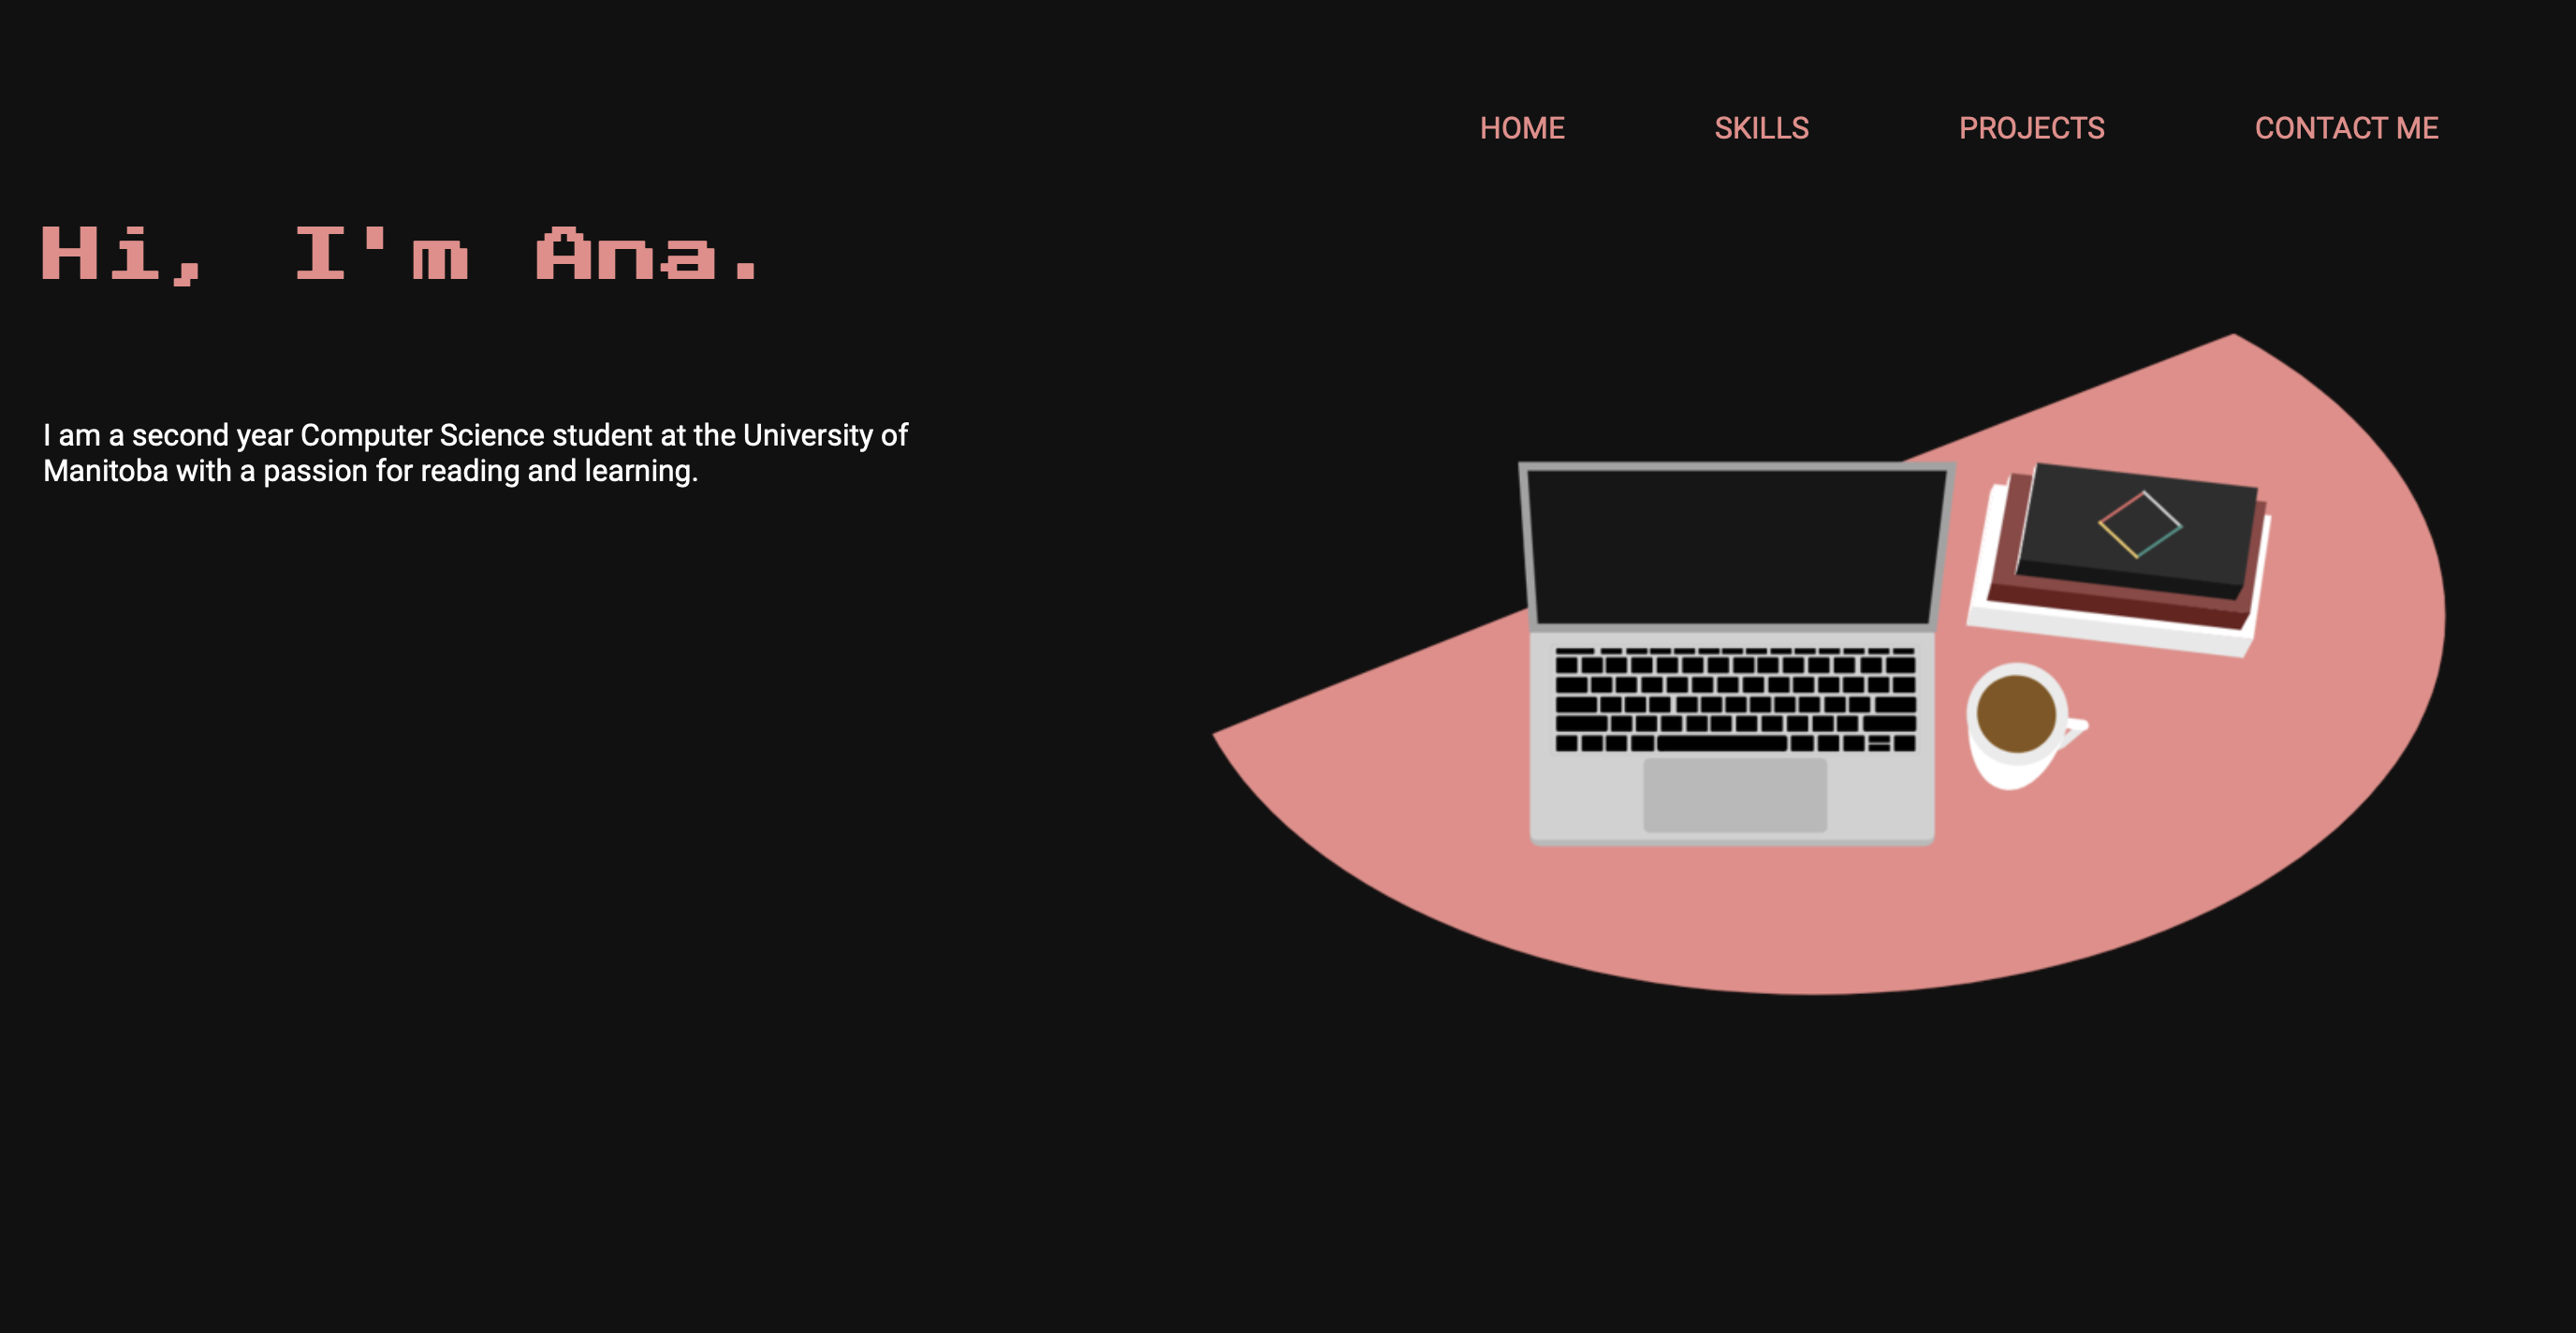 HOME SKILLS PROJECTS CONTACT ME
Hi, I'm Ana.
I am a second year Computer Science student at the University of
Manitoba with a passion for reading and learning.